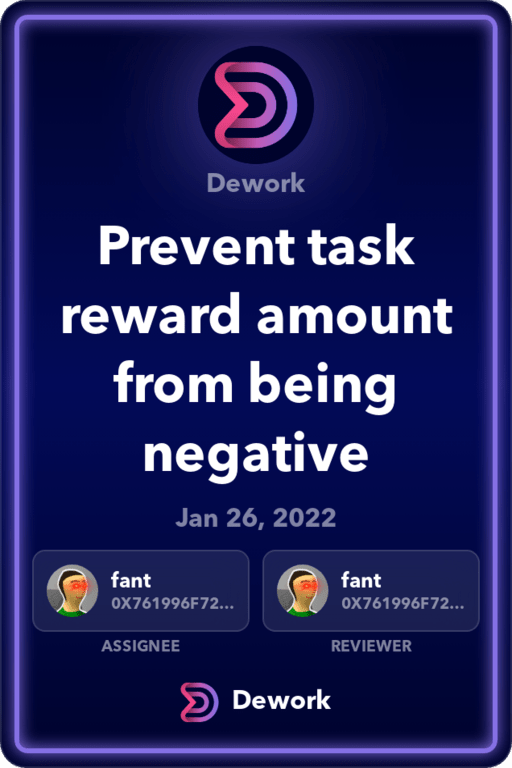 Dework
Prevent task
reward amount
from being
negative
Jan 26, 2022
fant
0X761996F72...
ASSIGNEE
fant
0X761996F72...
REVIEWER
Dework